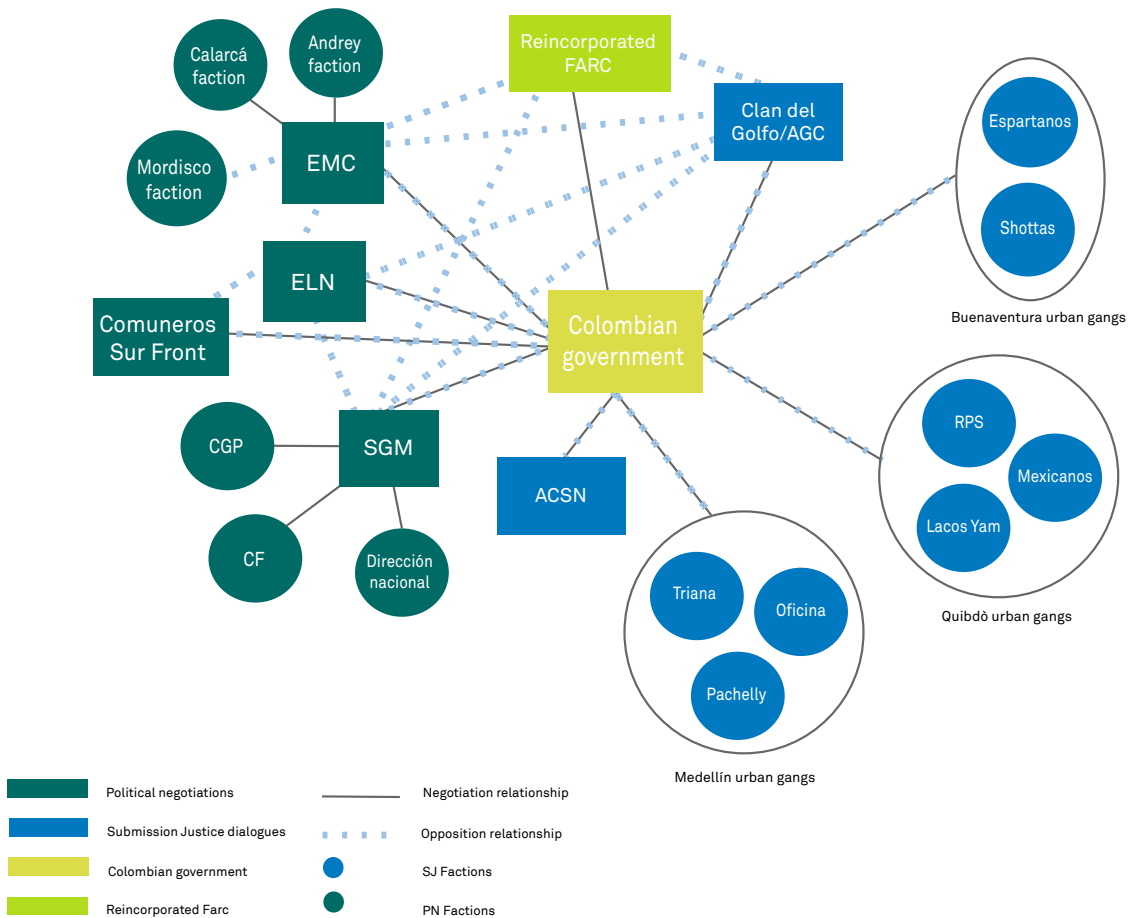 Calarcá
faction
Andrey
faction
Reincorporated
FARC
Clan del
Golfo/AGC
Espartanos
Shottas
Buenaventura urban gangs
Mordisco
faction
EMC
ELN
Comuneros
Sur Front
Colombian
government
CGP
SGM
CF
Dirección
nacional
ACSN
RPS
Mexicanos
Lacos Yam
Quibdò urban gangs
Triana
Oficina
Pachelly
Medellín urban gangs
Political negotiations
Negotiation relationship
Submission Justice dialogues
Opposition relationship
Colombian government
SJ Factions
Reincorporated Farc
PN Factions